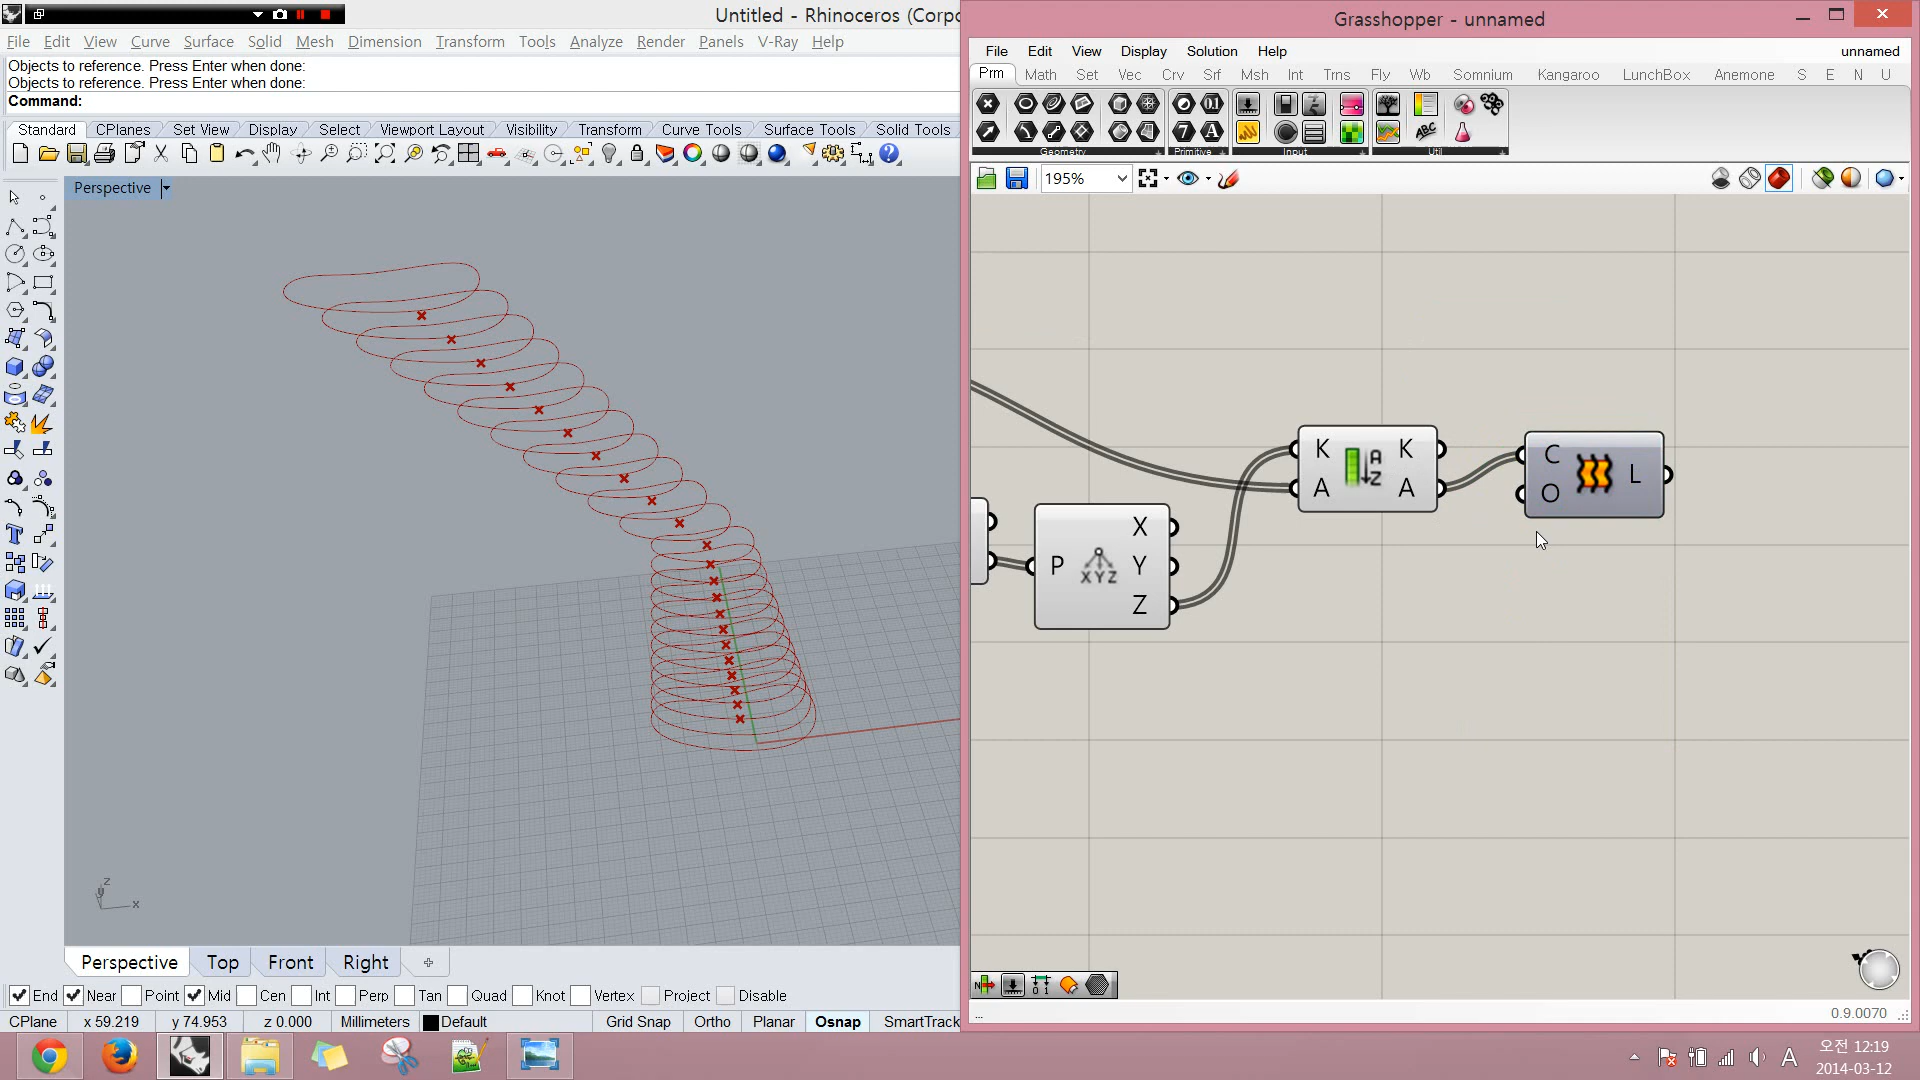 Untitled - Rhinoceros (Corpo
File Edit View Curve Surface Solid Mesh Dimension Transform Tools Analyze Render Panels V-Ray Help
Objects to reference. Press Enter when done:
Objects to reference. Press Enter when done:
Command:
Standard CPlanes Set View Display Select Viewport Layout Visibility Transform Curve Tools Surface Tools Solid Tools
Perspective
z
x
Perspective Top Front Right
End Near Point Mid Cen Int Perp Tan Quad Knot Vertex Project Disable
CPlane x 59.219 y 74.953 z 0.000 Millimeters Default Grid Snap Ortho Planar Osnap SmartTrack
Grasshopper - unnamed
File Edit View Display Solution Help unnamed
Prm Math Set Vec Crv Srf Msh Int Trns Fly Wb Somnium Kangaroo LunchBox Anemone S E N U
Geometry Primitive Input Util
195%
K A A Z K A
C O L
P X Y Z X Y Z
...
0.9.0070
A
오전 12:19
2014-03-12